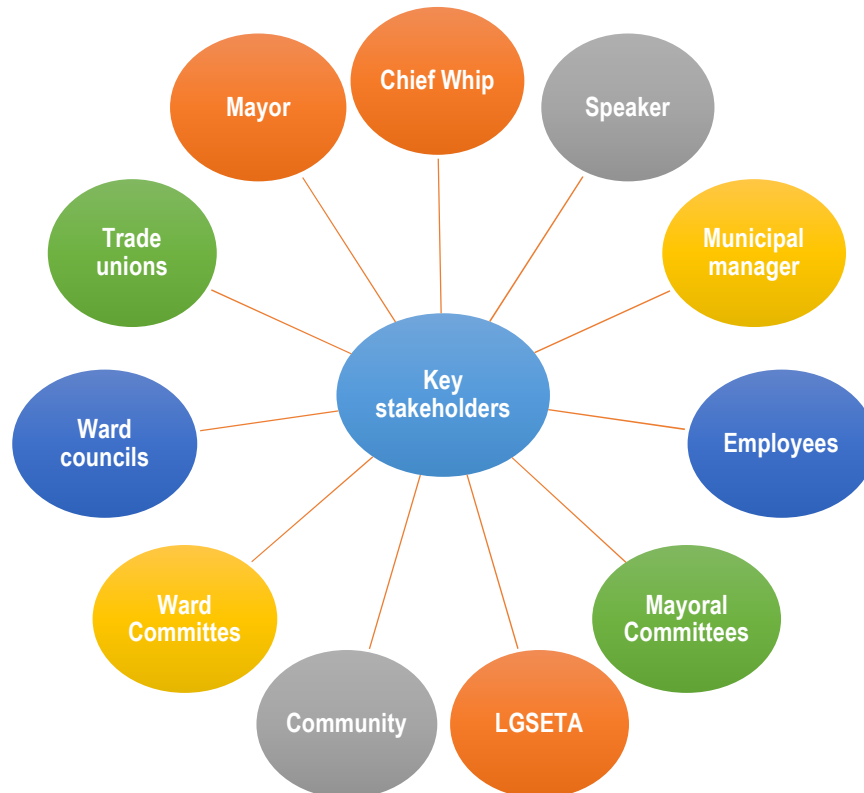 Chief Whip
Mayor
Speaker
Trade
unions
Municipal
manager
Key
stakeholders
Ward
councils
Employees
Ward
Committes
Mayoral
Committees
Community
LGSETA